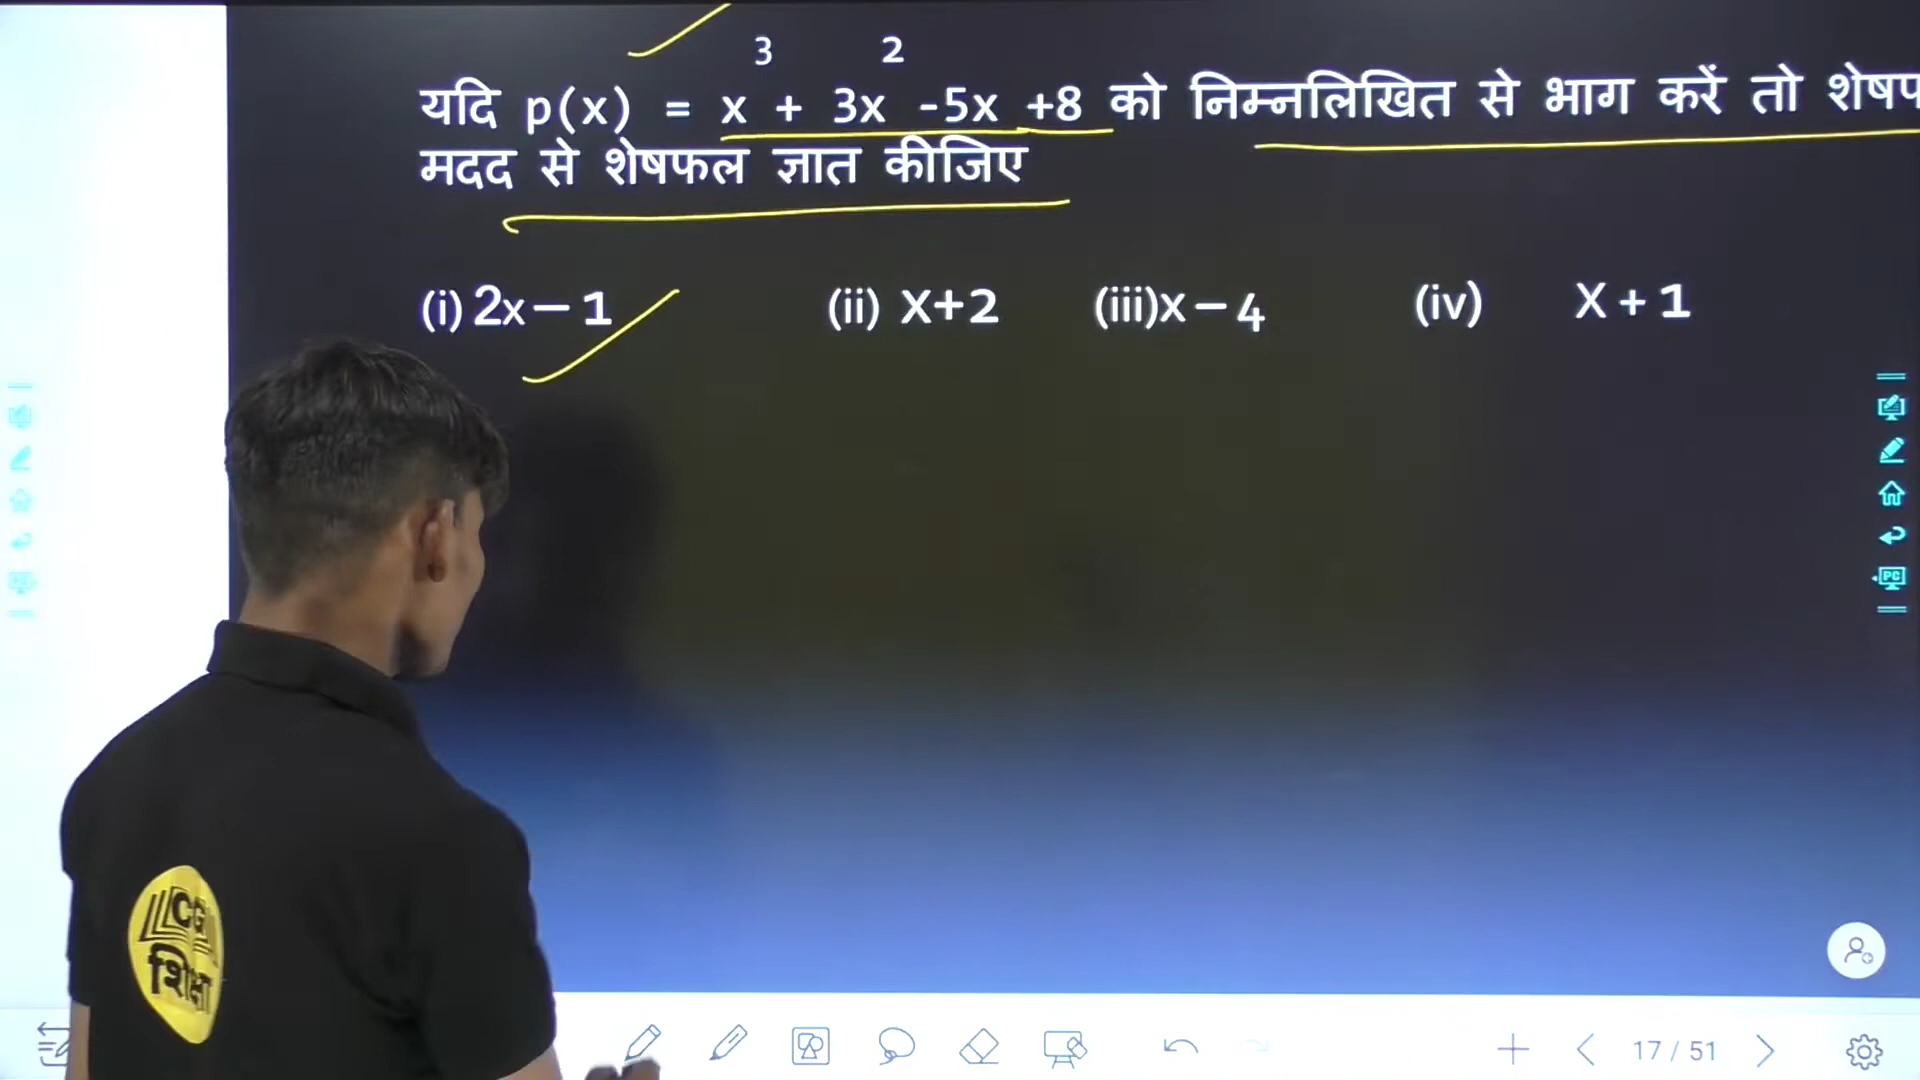 3 2
यदि p(x) = x + 3x -5x +8 को निम्नलिखित से भाग करें तो
मदद से शेषफल ज्ञात कीजिए
(i) 2x – 1 (ii) X+2 (iii)x – 4 (iv) X + 1
PC
CG
शिक्षा
17 / 51